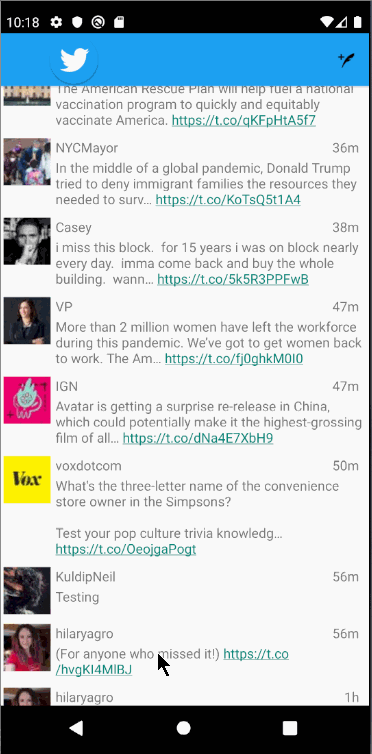 10:18
The American Rescue Plan will help fuel a national
vaccination program to quickly and equitably
vaccinate America. https://t.co/qKFpHtA5f7
NYCMayor 36m
In the middle of a global pandemic, Donald Trump
tried to deny immigrant families the resources they
needed to surv... https://t.co/KoTsQ5t1A4
Casey 38m
i miss this block.  for 15 years i was on block nearly
every day.  imma come back and buy the whole
building.  wann... https://t.co/5k5R3PPFwB
VP 47m
More than 2 million women have left the workforce
during this pandemic. We've got to get women back
to work. The Am... https://t.co/fj0ghkM0I0
IGN 47m
Avatar is getting a surprise re-release in China,
which could potentially make it the highest-grossing
film of all... https://t.co/dNa4E7XbH9
Vox
voxdotcom 50m
What's the three-letter name of the convenience
store owner in the Simpsons?
Test your pop culture trivia knowledg...
https://t.co/OeojgaPogt
KuldipNeil 56m
Testing
hilaryagro 56m
(For anyone who missed it!) https://t.co
/hvgKI4MlBJ
hilaryagro 1h